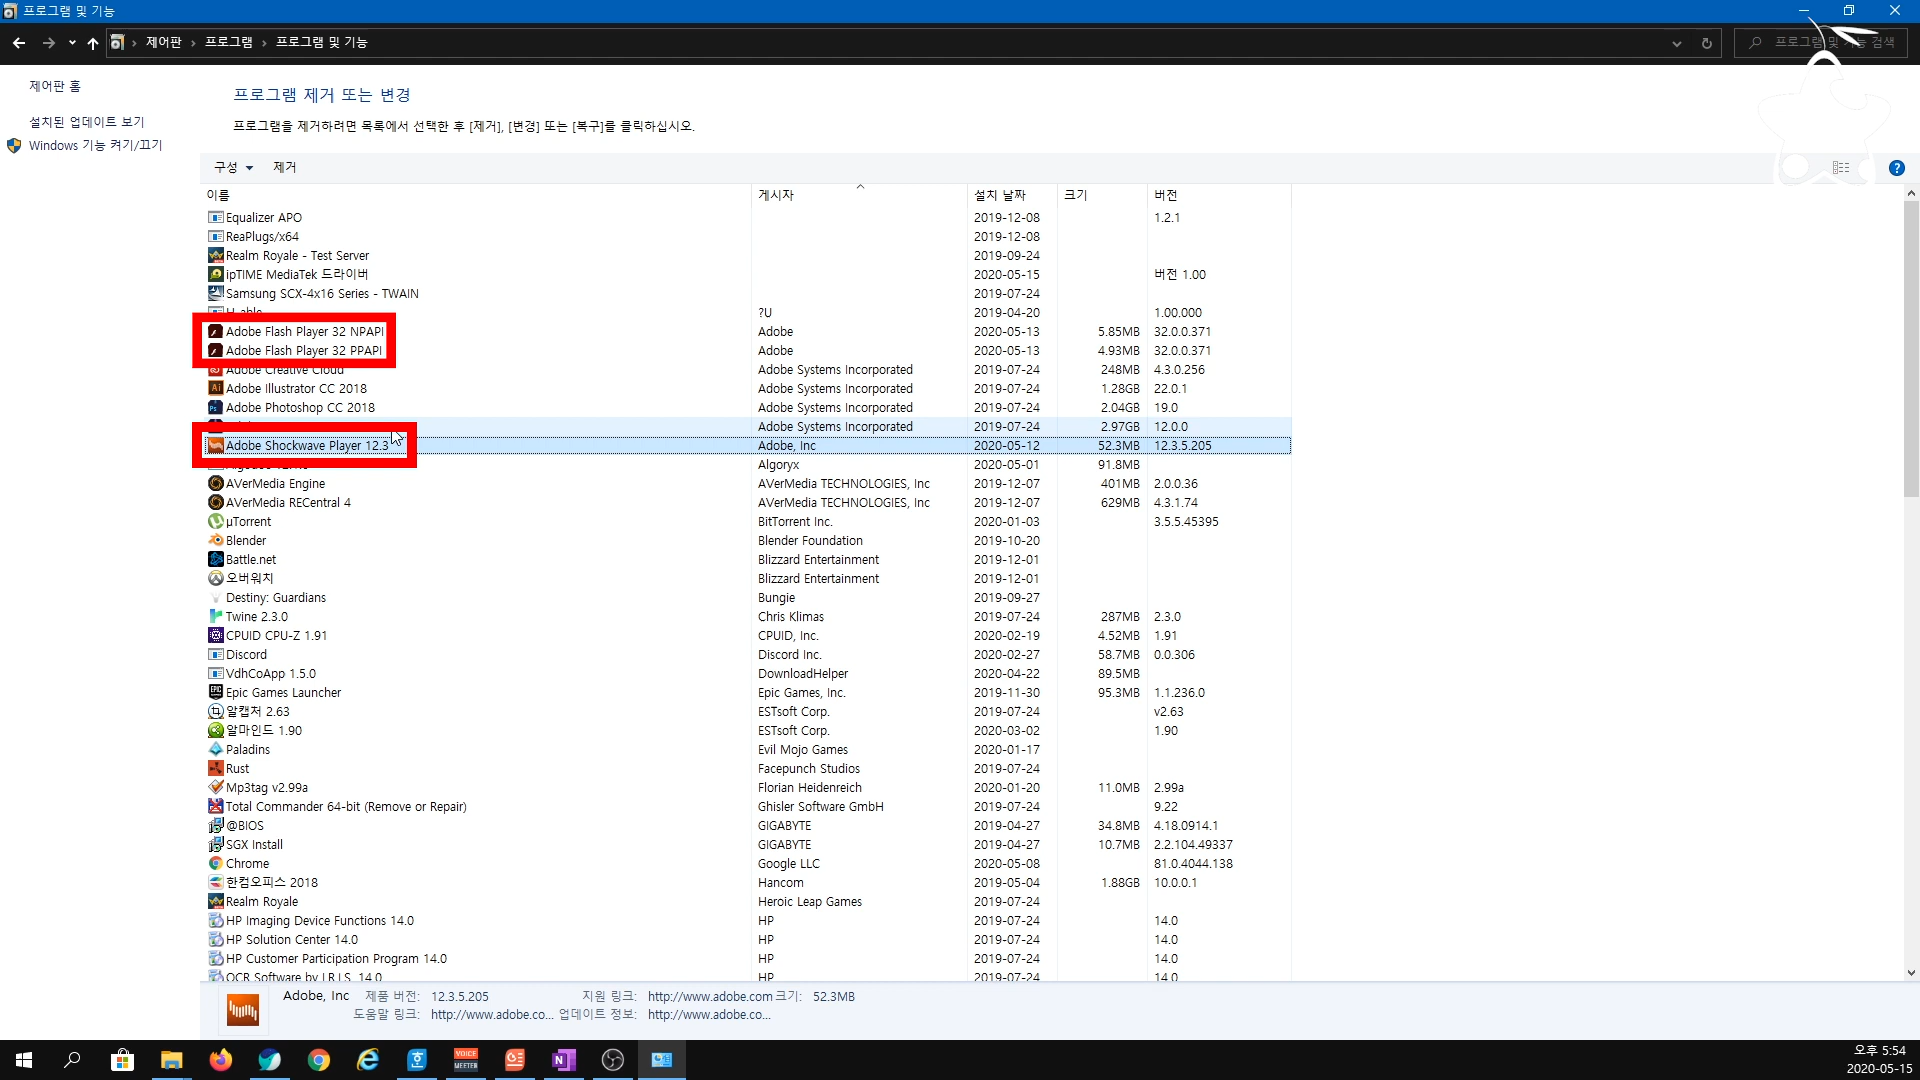 프로그램 및 기능
제어판 › 프로그램 › 프로그램 및 기능
프로그램 및 기능 검색
제어판 홈
설치된 업데이트 보기
Windows 기능 켜기/끄기
프로그램 제거 또는 변경
프로그램을 제거하려면 목록에서 선택한 후 [제거], [변경] 또는 [복구]를 클릭하십시오.
구성 제거
이름 게시자 설치 날짜 크기 버전
Equalizer APO 2019-12-08 1.2.1
ReaPlugs/x64 2019-12-08
Realm Royale - Test Server 2019-09-24
ipTIME MediaTek 드라이버 2020-05-15 버전 1.00
Samsung SCX-4x16 Series - TWAIN 2019-07-24
?U 2019-04-20 1.00.000
Adobe Flash Player 32 NPAPI Adobe 2020-05-13 5.85MB 32.0.0.371
Adobe Flash Player 32 PPAPI Adobe 2020-05-13 4.93MB 32.0.0.371
Adobe Creative Cloud Adobe Systems Incorporated 2019-07-24 248MB 4.3.0.256
Adobe Illustrator CC 2018 Adobe Systems Incorporated 2019-07-24 1.28GB 22.0.1
Adobe Photoshop CC 2018 Adobe Systems Incorporated 2019-07-24 2.04GB 19.0
Adobe Systems Incorporated 2019-07-24 2.97GB 12.0.0
Adobe Shockwave Player 12.3 Adobe, Inc 2020-05-12 52.3MB 12.3.5.205
Algoryx 2020-05-01 91.8MB
AVerMedia Engine AVerMedia TECHNOLOGIES, Inc 2019-12-07 401MB 2.0.0.36
AVerMedia RECentral 4 AVerMedia TECHNOLOGIES, Inc 2019-12-07 629MB 4.3.1.74
µTorrent BitTorrent Inc. 2020-01-03 3.5.5.45395
Blender Blender Foundation 2019-10-20
Battle.net Blizzard Entertainment 2019-12-01
오버워치 Blizzard Entertainment 2019-12-01
Destiny: Guardians Bungie 2019-09-27
Twine 2.3.0 Chris Klimas 2019-07-24 287MB 2.3.0
CPUID CPU-Z 1.91 CPUID, Inc. 2020-02-19 4.52MB 1.91
Discord Discord Inc. 2020-02-27 58.7MB 0.0.306
VdhCoApp 1.5.0 DownloadHelper 2020-04-22 89.5MB
Epic Games Launcher Epic Games, Inc. 2019-11-30 95.3MB 1.1.236.0
알캡처 2.63 ESTsoft Corp. 2019-07-24 v2.63
알마인드 1.90 ESTsoft Corp. 2020-03-02 1.90
Paladins Evil Mojo Games 2020-01-17
Rust Facepunch Studios 2019-07-24
Mp3tag v2.99a Florian Heidenreich 2020-01-20 11.0MB 2.99a
Total Commander 64-bit (Remove or Repair) Ghisler Software GmbH 2019-07-24 9.22
@BIOS GIGABYTE 2019-04-27 34.8MB 4.18.0914.1
SGX Install GIGABYTE 2019-04-27 10.7MB 2.2.104.49337
Chrome Google LLC 2020-05-08 81.0.4044.138
한컴오피스 2018 Hancom 2019-05-04 1.88GB 10.0.0.1
Realm Royale Heroic Leap Games 2019-07-24
HP Imaging Device Functions 14.0 HP 2019-07-24 14.0
HP Solution Center 14.0 HP 2019-07-24 14.0
HP Customer Participation Program 14.0 HP 2019-07-24 14.0
OCR Software by I.R.I.S. 14.0 HP 2019-07-24 14.0
Adobe, Inc 제품 버전: 12.3.5.205 지원 링크: http://www.adobe.com 크기: 52.3MB
도움말 링크: http://www.adobe.co... 업데이트 정보: http://www.adobe.co...
VOICE
MEETER
오후 5:54
2020-05-15